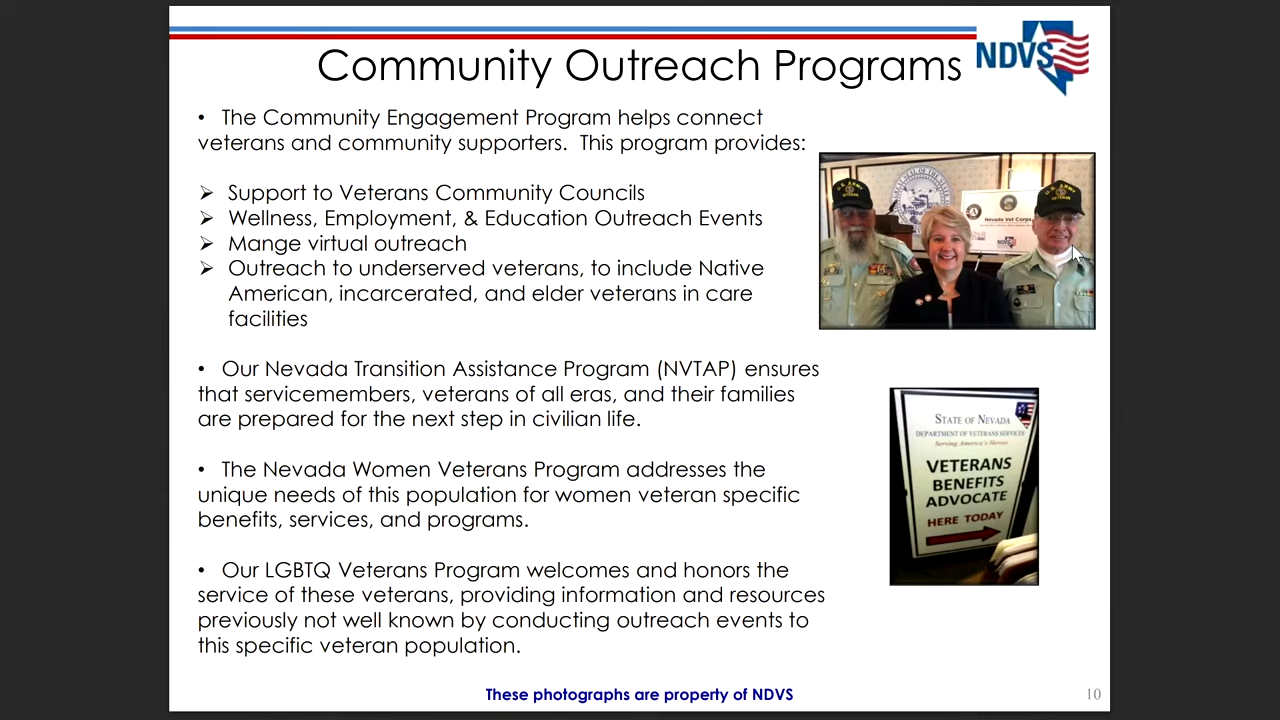 Community Outreach Programs
NDVS
• The Community Engagement Program helps connect
veterans and community supporters. This program provides:
➢ Support to Veterans Community Councils
➢ Wellness, Employment, & Education Outreach Events
➢ Mange virtual outreach
➢ Outreach to underserved veterans, to include Native
American, incarcerated, and elder veterans in care
facilities
Nevada Vet Corps
• Our Nevada Transition Assistance Program (NVTAP) ensures
that servicemembers, veterans of all eras, and their families
are prepared for the next step in civilian life.
• The Nevada Women Veterans Program addresses the
unique needs of this population for women veteran specific
benefits, services, and programs.
• Our LGBTQ Veterans Program welcomes and honors the
service of these veterans, providing information and resources
previously not well known by conducting outreach events to
this specific veteran population.
STATE OF NEVADA
DEPARTMENT OF VETERANS SERVICES
Serving America's Heroes
VETERANS
BENEFITS
ADVOCATE
HERE TODAY
These photographs are property of NDVS
10